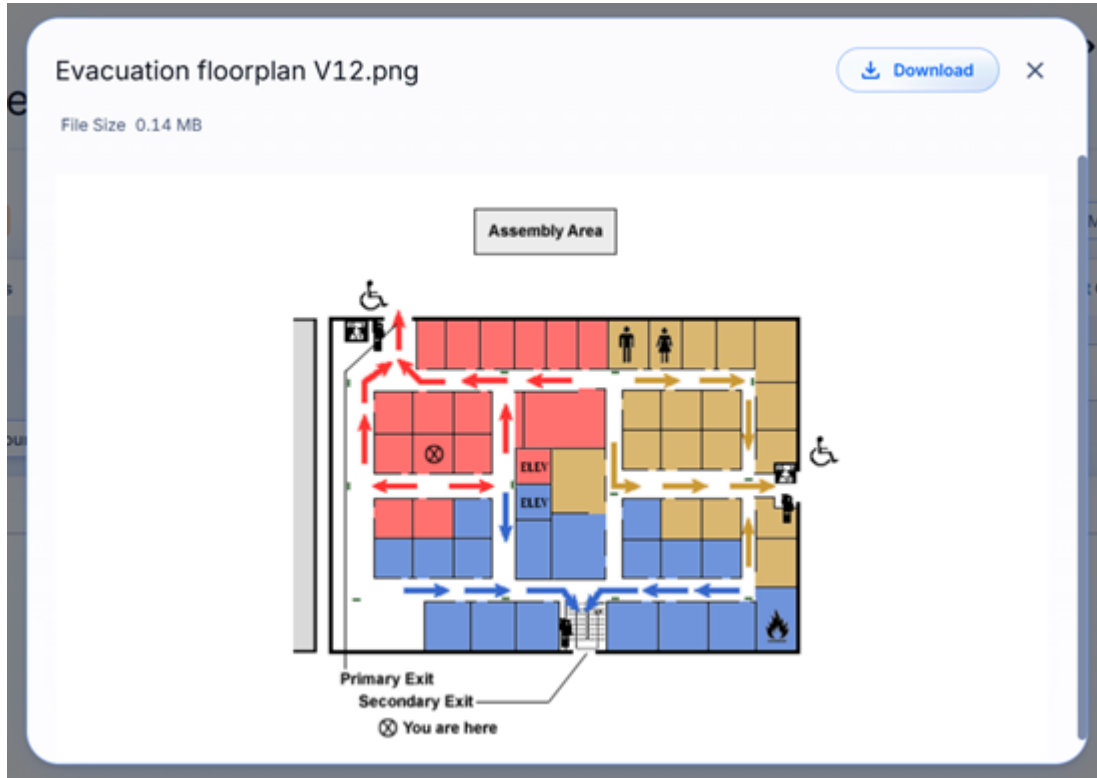 Evacuation floorplan V12.png
Download
File Size 0.14 MB
Assembly Area
ELEV
ELEV
Primary Exit
Secondary Exit
You are here